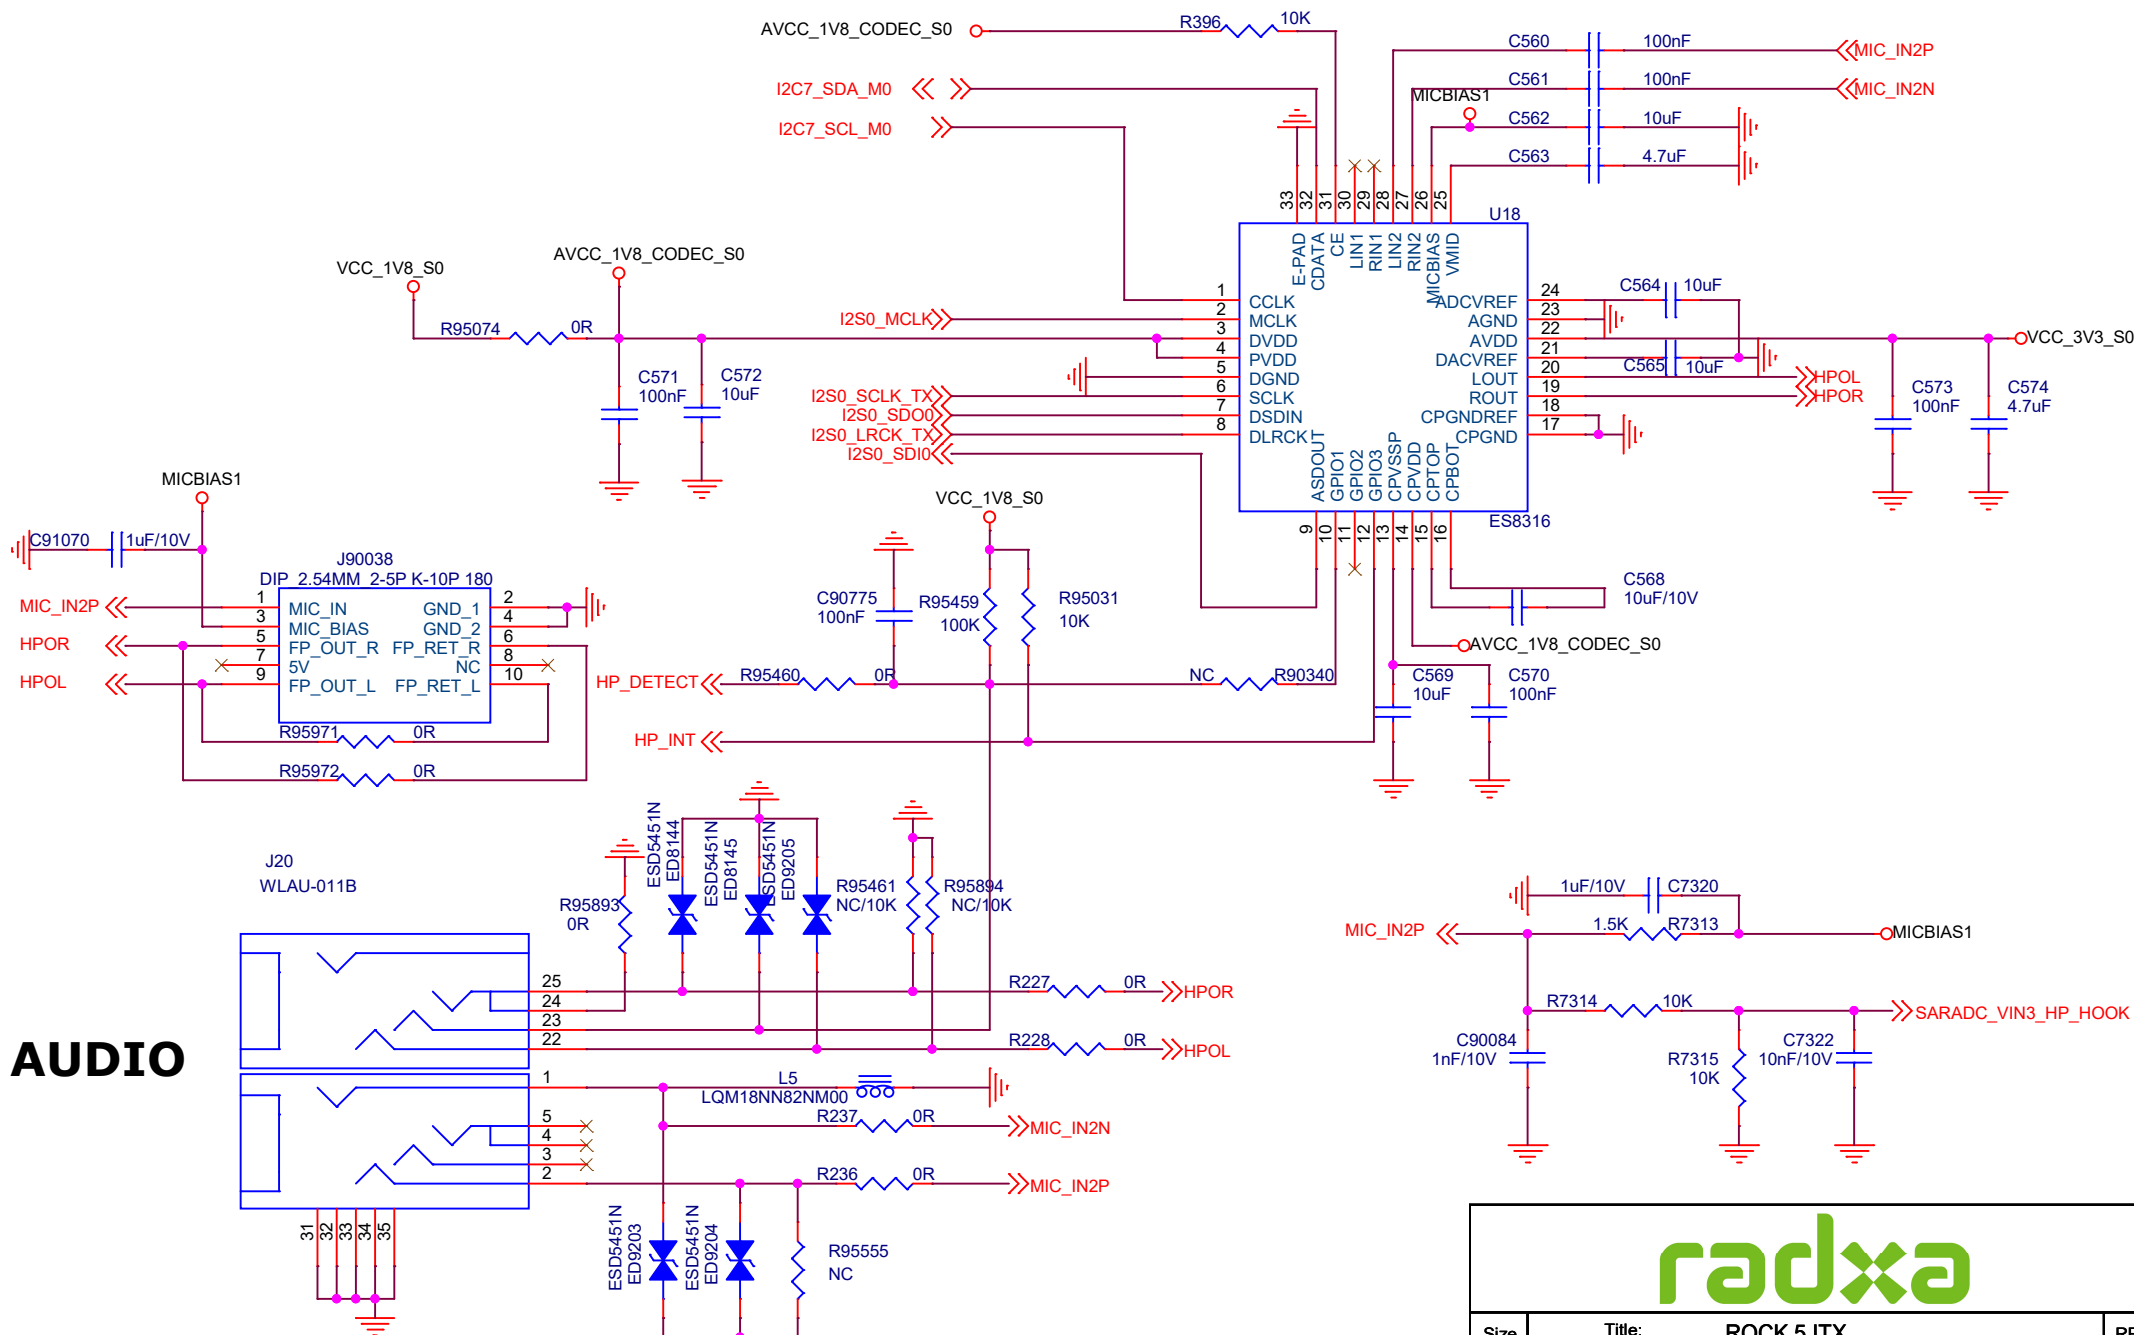 AVCC_1V8_CODEC_S0
R396
10K
I2C7_SDA_M0
I2C7_SCL_M0
C560
100nF
MIC_IN2P
C561
100nF
MIC_IN2N
MICBIAS1
C562
10uF
C563
4.7uF
33
32
31
30
29
28
27
26
25
U18
E-PAD
CDATA
CE
LIN1
RIN1
LIN2
RIN2
MICBIAS
VMID
VCC_1V8_S0
AVCC_1V8_CODEC_S0
R95074
0R
C571
100nF
C572
10uF
I2S0_MCLK
I2S0_SCLK_TX
I2S0_SDO0
I2S0_LRCK_TX
I2S0_SDI0
1
CCLK
2
MCLK
3
DVDD
4
PVDD
5
DGND
6
SCLK
7
DSDIN
8
DLRCK
ADCVREF
24
AGND
23
AVDD
22
DACVREF
21
LOUT
20
ROUT
19
CPGNDREF
18
CPGND
17
C564
10uF
C565
10uF
HPOL
HPOR
VCC_3V3_S0
C573
100nF
C574
4.7uF
ASDOUT
GPIO1
GPIO2
GPIO3
CPVSSP
CPVDD
CPTOP
CPBOT
9
10
11
12
13
14
15
16
ES8316
MICBIAS1
C91070
1uF/10V
J90038
DIP_2.54MM_2-5P K-10P 180
MIC_IN2P
HPOR
HPOL
1
MIC_IN
3
MIC_BIAS
5
FP_OUT_R
7
5V
9
FP_OUT_L
GND_1
2
GND_2
4
FP_RET_R
6
NC
8
FP_RET_L
10
R95971
0R
R95972
0R
VCC_1V8_S0
C90775
100nF
R95459
100K
R95031
10K
HP_DETECT
R95460
0R
NC
R90340
HP_INT
C568
10uF/10V
AVCC_1V8_CODEC_S0
C569
10uF
C570
100nF
J20
WLAU-011B
R95893
0R
ESD5451N
ED8144
ESD5451N
ED8145
ESD5451N
ED9205
R95461
NC/10K
R95894
NC/10K
25
24
23
22
R227
0R
HPOR
R228
0R
HPOL
AUDIO
1
5
4
3
2
L5
LQM18NN82NM00
R237
0R
MIC_IN2N
R236
0R
MIC_IN2P
31
32
33
34
35
ESD5451N
ED9203
ESD5451N
ED9204
R95555
NC
1uF/10V
C7320
MIC_IN2P
1.5K
R7313
MICBIAS1
R7314
10K
SARADC_VIN3_HP_HOOK
C90084
1nF/10V
R7315
10K
C7322
10nF/10V
radxa
Size
Title:
ROCK 5 ITX